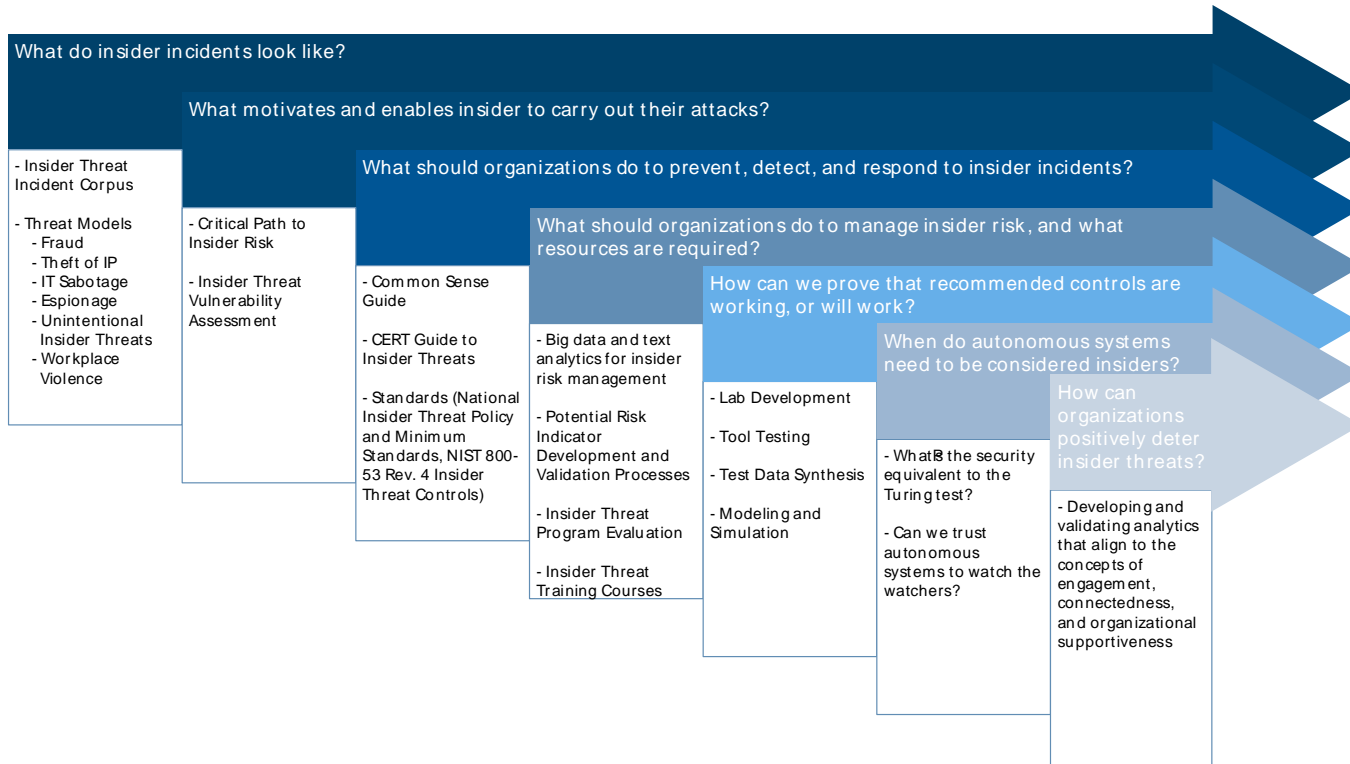 What do insider incidents look like?
What motivates and enables insider to carry out their attacks?
What should organizations do to prevent, detect, and respond to insider incidents?
What should organizations do to manage insider risk, and what
resources are required?
How can we prove that recommended controls are
working, or will work?
When do autonomous systems
need to be considered insiders?
How can
organizations
positively deter
insider threats?
- Insider Threat
Incident Corpus
- Threat Models
- Fraud
- Theft of IP
- IT Sabotage
- Espionage
- Unintentional
Insider Threats
- Workplace
Violence
- Critical Path to
Insider Risk
- Insider Threat
Vulnerability
Assessment
- Common Sense
Guide
- CERT Guide to
Insider Threats
- Standards (National
Insider Threat Policy
and Minimum
Standards, NIST 800-
53 Rev. 4 Insider
Threat Controls)
- Big data and text
analytics for insider
risk management
- Potential Risk
Indicator
Development and
Validation Processes
- Insider Threat
Program Evaluation
- Insider Threat
Training Courses
- Lab Development
- Tool Testing
- Test Data Synthesis
- Modeling and
Simulation
the security
equivalent to the
Turing test?
- Can we trust
autonomous
systems to watch the
watchers?
- Developing and
validating analytics
that align to the
concepts of
engagement,
connectedness,
and organizational
supportiveness